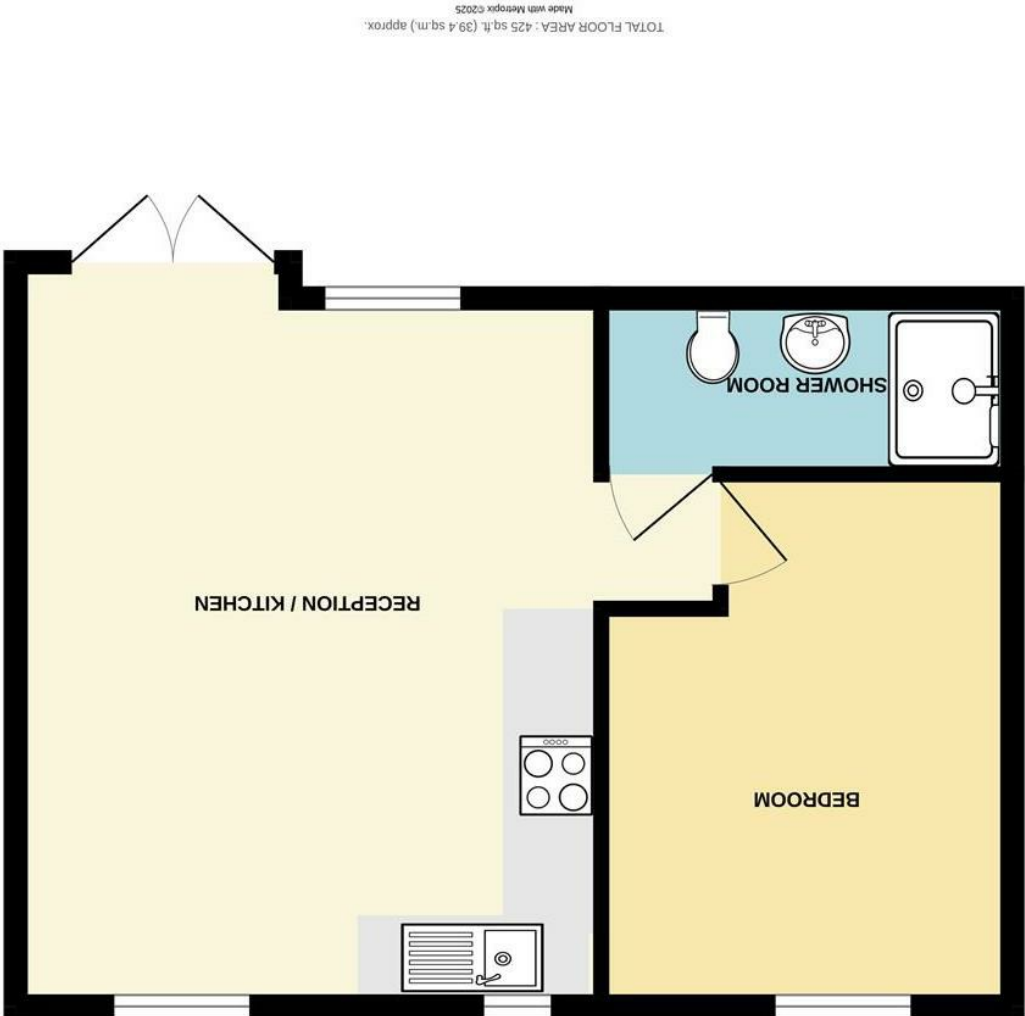 SHOWER ROOM
RECEPTION / KITCHEN
BEDROOM
TOTAL FLOOR AREA : 425 sq.ft. (39.4 sq.m.) approx.
Made with Metropix ©2025